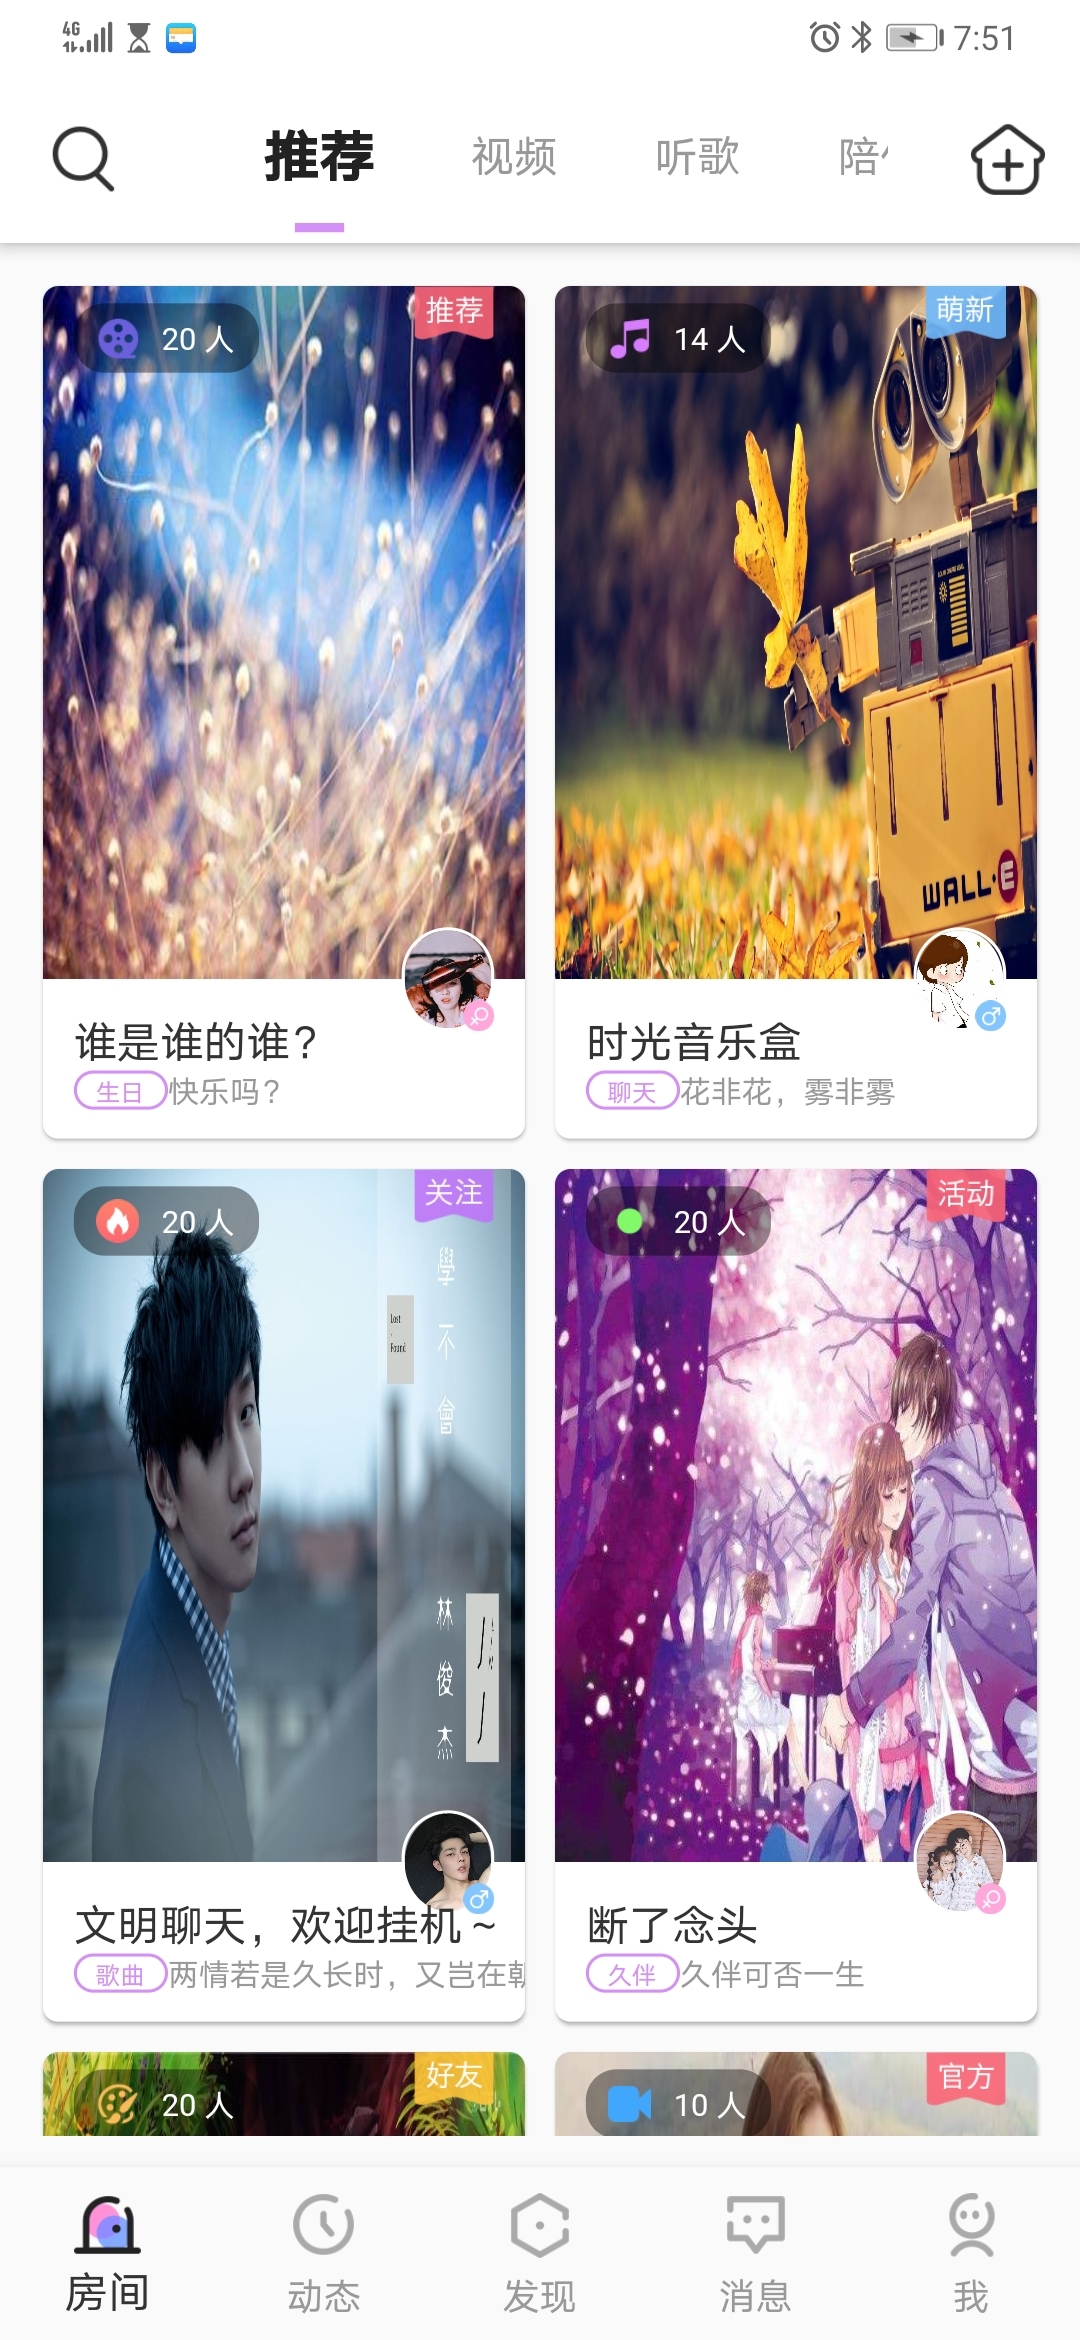 4G
7:51
推荐
视频
听歌
20 人
推荐
14 人
萌新
WALL·E
谁是谁的谁?
生日
快乐吗?
时光音乐盒
聊天
花非花，雾非雾
20 人
关注
學不會
Lost
Found
林俊杰
JJ
20 人
活动
文明聊天，欢迎挂机～
歌曲
两情若是久长时，又岂在朝
断了念头
久伴
久伴可否一生
20 人
好友
10 人
官方
房间
动态
发现
消息
我